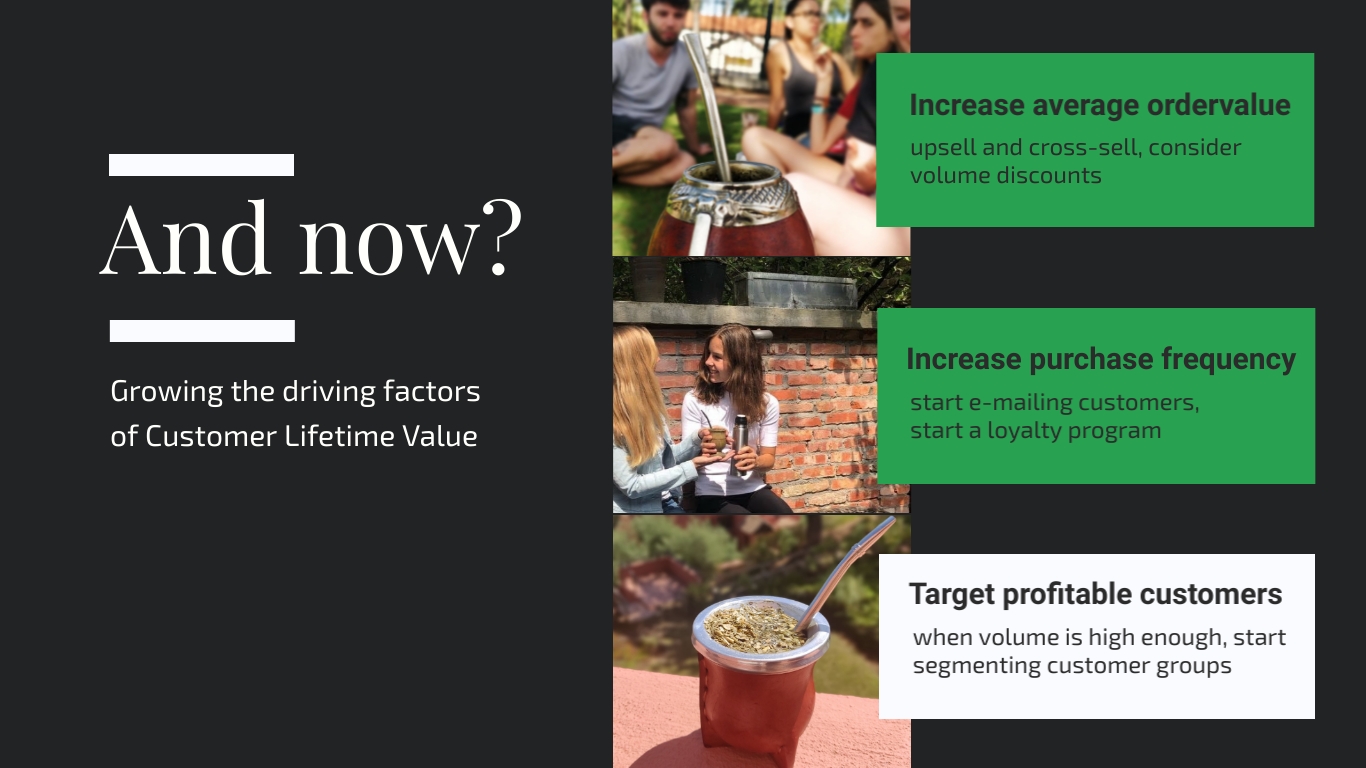 And now?
Growing the driving factors
of Customer Lifetime Value
Increase average ordervalue
upsell and cross-sell, consider
volume discounts
Increase purchase frequency
start e-mailing customers,
start a loyalty program
Target profitable customers
when volume is high enough, start
segmenting customer groups